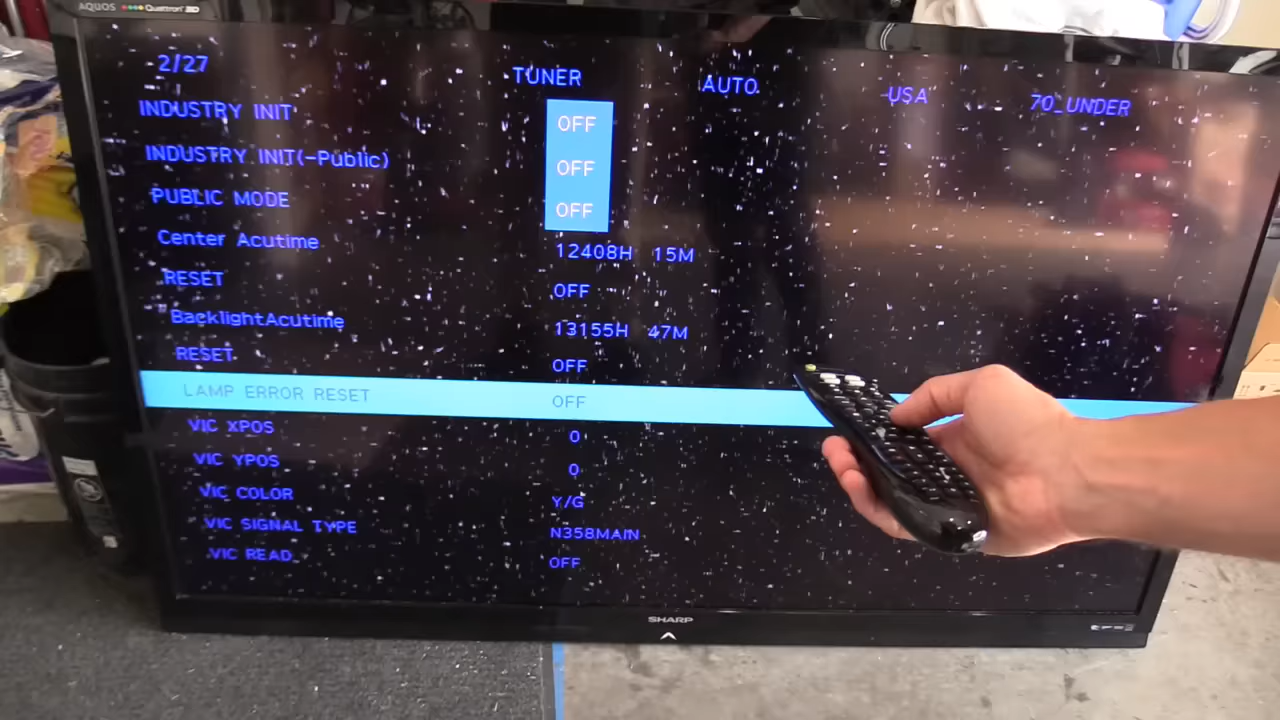 AQUOS Quattron 3D
2/27 TUNER AUTO USA 70_UNDER
INDUSTRY INIT OFF
INDUSTRY INIT(-Public) OFF
PUBLIC MODE OFF
Center Acutime 12408H 15M
RESET OFF
BacklightAcutime 13155H 47M
RESET OFF
LAMP ERROR RESET OFF
VIC XPOS 0
VIC YPOS 0
VIC COLOR Y/G
VIC SIGNAL TYPE N358MAIN
VIC READ OFF
SHARP